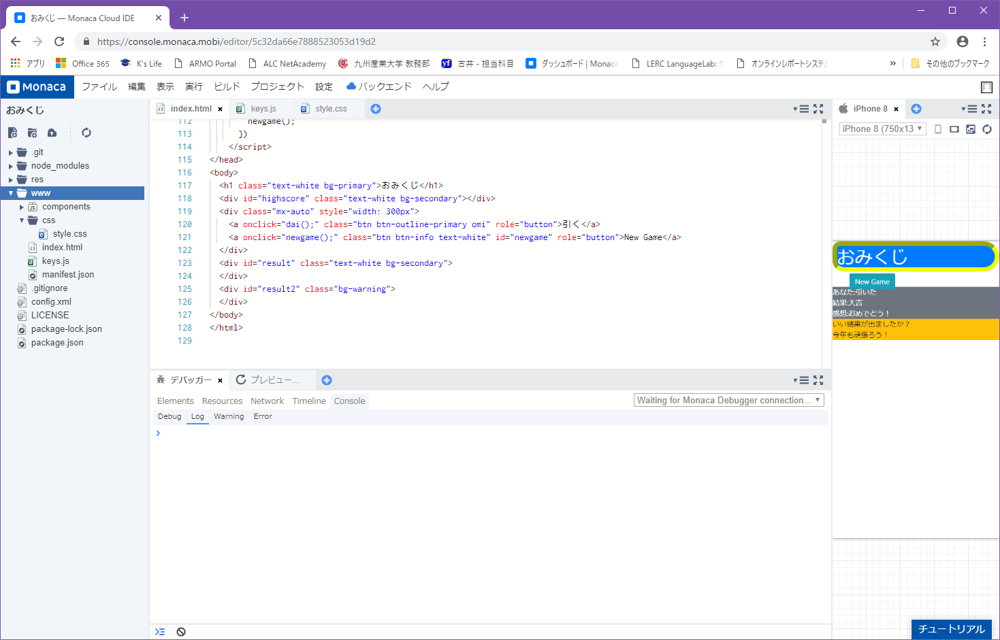 おみくじ — Monaca Cloud IDE
https://console.monaca.mobi/editor/5c32da66e7888523053d19d2
アプリ Office 365 K's Life ARMO Portal ALC NetAcademy 九州産業大学 教務部 古井 - 担当科目 ダッシュボード | Monaca LERC LanguageLab: オンラインレポートシステム » その他のブックマーク
Monaca ファイル 編集 表示 実行 ビルド プロジェクト 設定 バックエンド ヘルプ
おみくじ
.git
node_modules
res
www
components
css
style.css
index.html
keys.js
manifest.json
.gitignore
config.xml
LICENSE
package-lock.json
package.json
index.html keys.js style.css
112 newgame();
113 })
114 </script>
115 </head>
116 <body>
117 <h1 class="text-white bg-primary">おみくじ</h1>
118 <div id="highscore" class="text-white bg-secondary"></div>
119 <div class="mx-auto" style="width: 300px">
120 <a onclick="dai();" class="btn btn-outline-primary omi" role="button">引く</a>
121 <a onclick="newgame();" class="btn btn-info text-white" id="newgame" role="button">New Game</a>
122 </div>
123 <div id="result" class="text-white bg-secondary">
124 </div>
125 <div id="result2" class="bg-warning">
126 </div>
127 </body>
128 </html>
129
デバッガー プレビュー...
Elements Resources Network Timeline Console
Waiting for Monaca Debugger connection...
Debug Log Warning Error
iPhone 8
iPhone 8 (750x13
おみくじ
New Game
あなた:引いた
結果:大吉
感想:おめでとう！
いい結果が出ましたか？
今年も頑張ろう！
チュートリアル